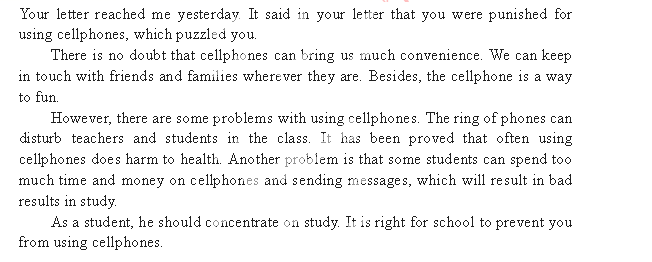 Your letter reached me yesterday. It said in your letter that you were punished for
using cellphones, which puzzled you.
There is no doubt that cellphones can bring us much convenience. We can keep
in touch with friends and families wherever they are. Besides, the cellphone is a way
to fun.
However, there are some problems with using cellphones. The ring of phones can
disturb teachers and students in the class. It has been proved that often using
cellphones does harm to health. Another problem is that some students can spend too
much time and money on cellphones and sending messages, which will result in bad
results in study.
As a student, he should concentrate on study. It is right for school to prevent you
from using cellphones.